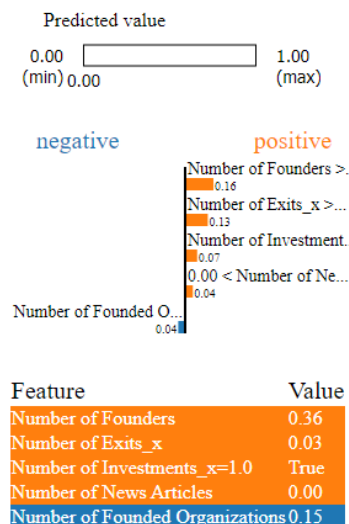 Predicted value
0.00 1.00
(min) 0.00 (max)
negative positive
Number of Founders >.
0.16
Number of Exits_x >...
0.13
Number of Investment.
0.07
0.00 < Number of Ne...
0.04
Number of Founded O...
0.04
Feature Value
Number of Founders 0.36
Number of Exits_x 0.03
Number of Investments_x=1.0 True
Number of News Articles 0.00
Number of Founded Organizations 0.15